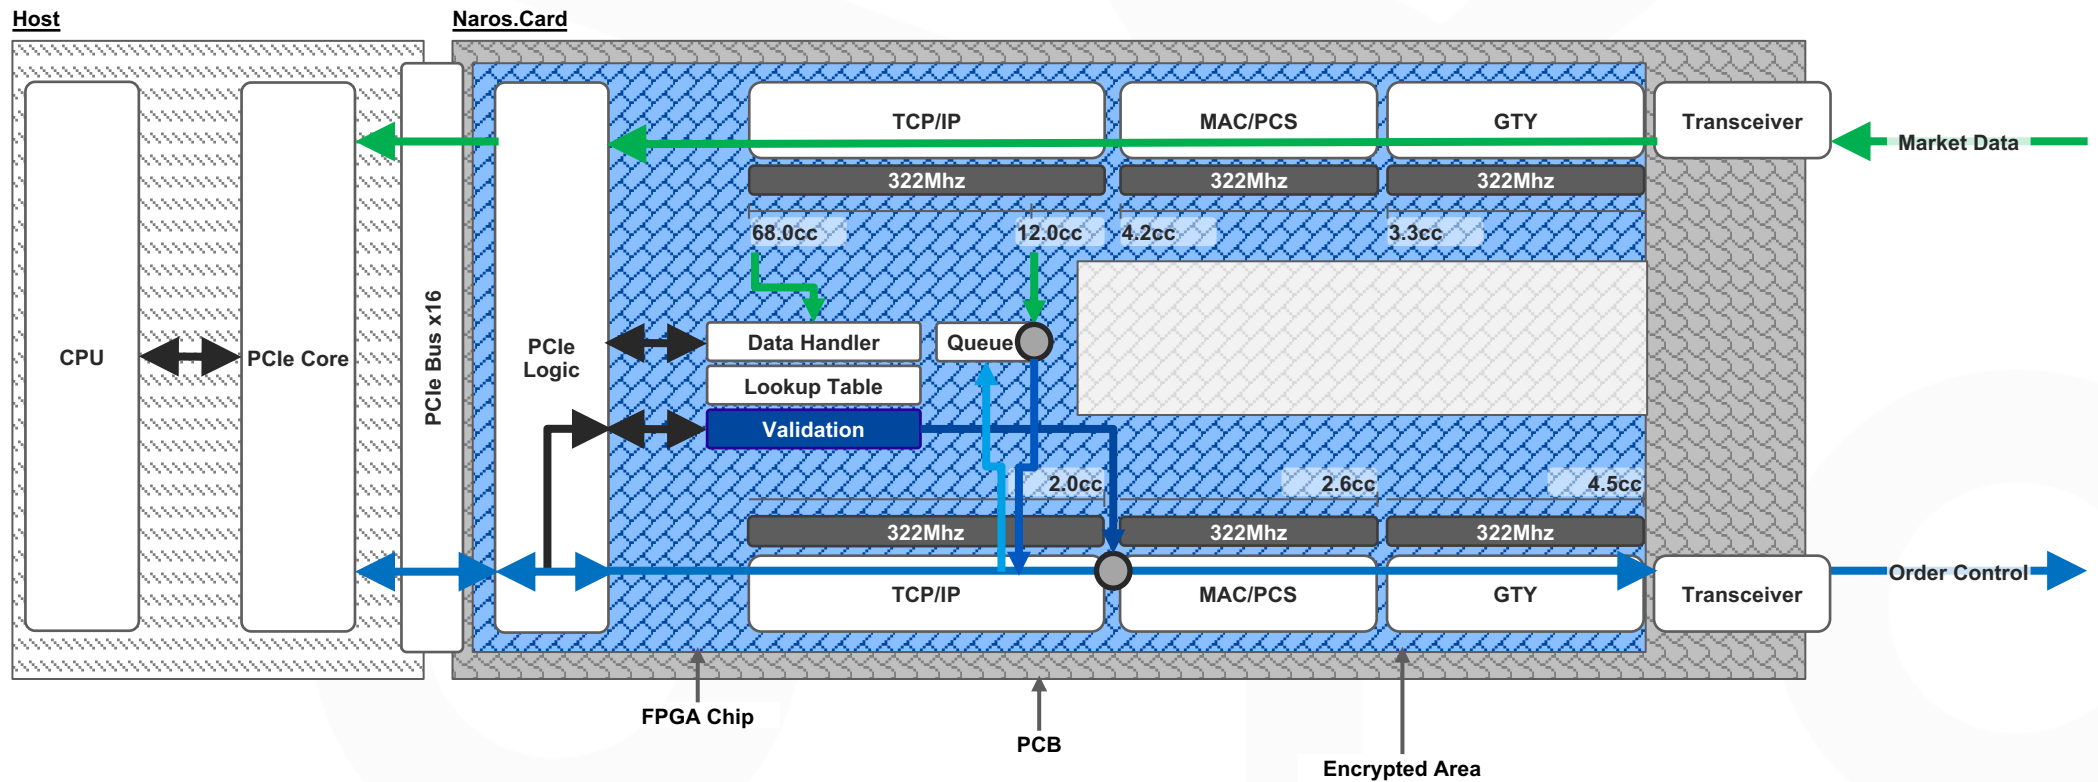 Host
Naros.Card
TCP/IP
MAC/PCS
GTY
Transceiver
Market Data
322Mhz
322Mhz
322Mhz
68.0cc
12.0cc
4.2cc
3.3cc
CPU
PCIe Core
PCIe Bus x16
PCIe
Logic
Data Handler
Queue
Lookup Table
Validation
2.0cc
2.6cc
4.5cc
322Mhz
322Mhz
322Mhz
TCP/IP
MAC/PCS
GTY
Transceiver
Order Control
FPGA Chip
PCB
Encrypted Area